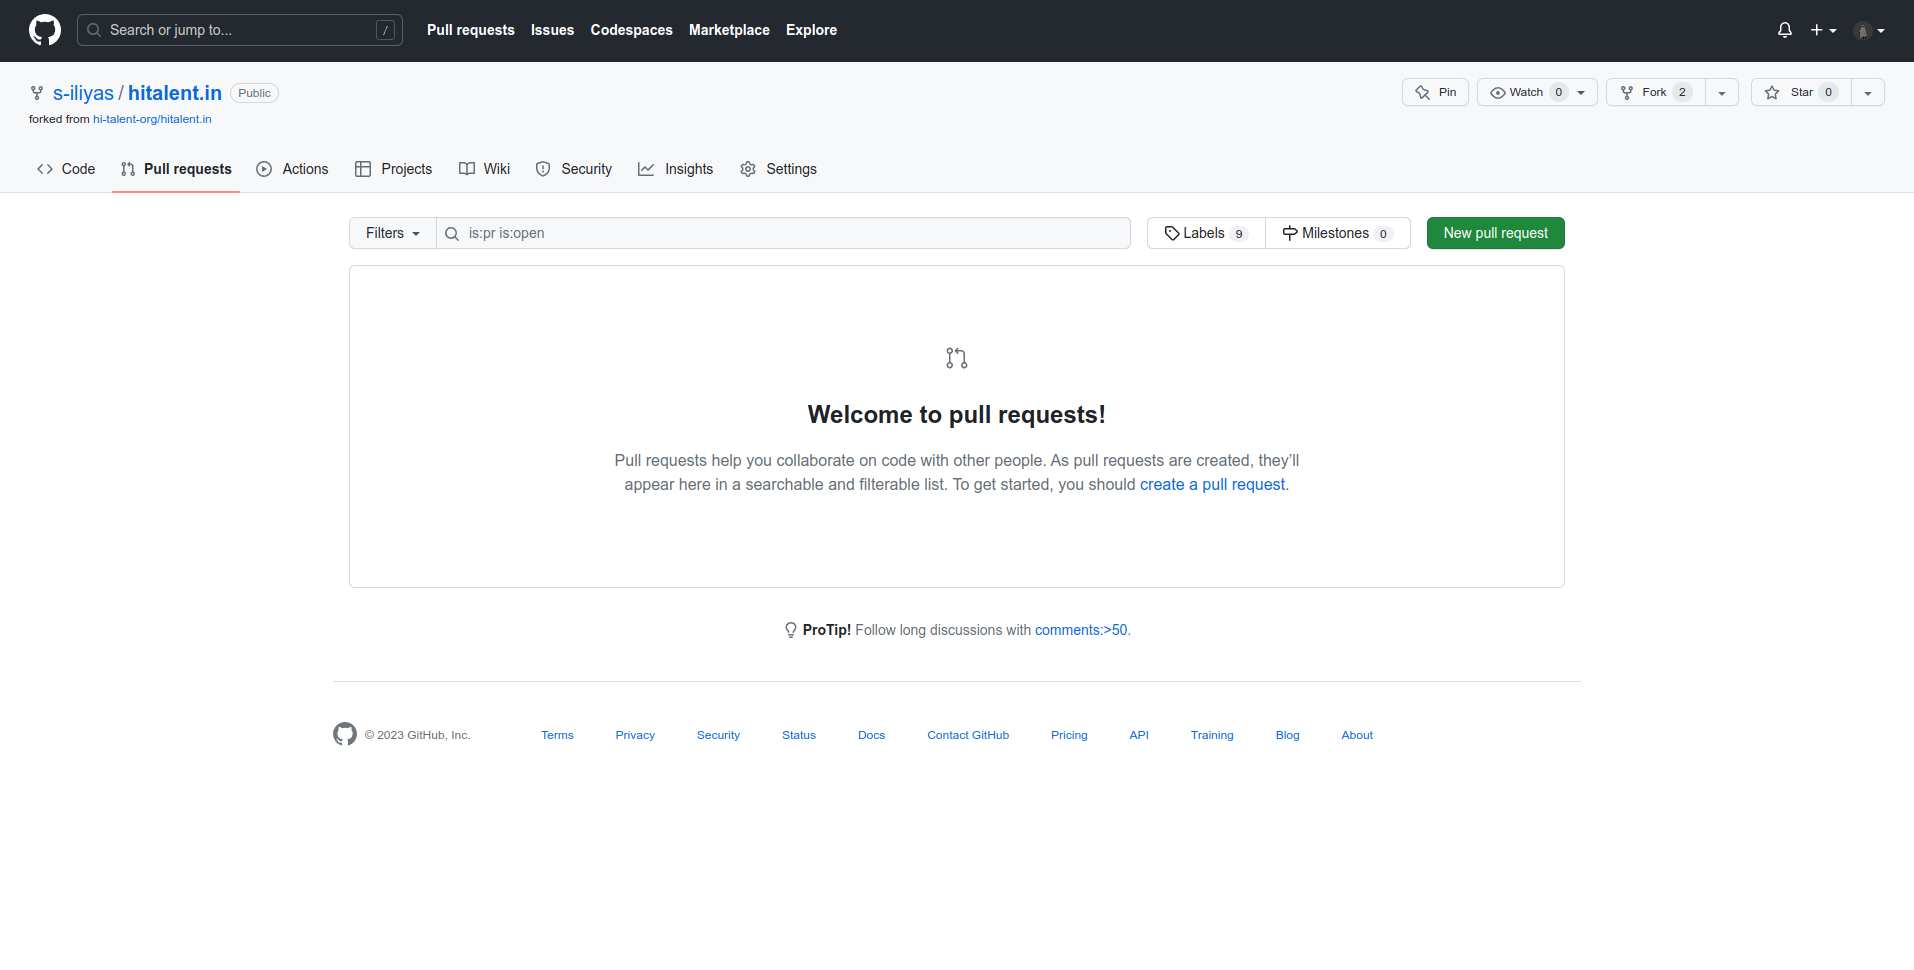 Search or jump to... / Pull requests Issues Codespaces Marketplace Explore
s-iliyas / hitalent.in Public Pin Watch 0 Fork 2 Star 0
forked from hi-talent-org/hitalent.in
Code Pull requests Actions Projects Wiki Security Insights Settings
Filters is:pr is:open Labels 9 Milestones 0 New pull request
Welcome to pull requests!
Pull requests help you collaborate on code with other people. As pull requests are created, they’ll
appear here in a searchable and filterable list. To get started, you should create a pull request.
ProTip! Follow long discussions with comments:>50.
© 2023 GitHub, Inc. Terms Privacy Security Status Docs Contact GitHub Pricing API Training Blog About